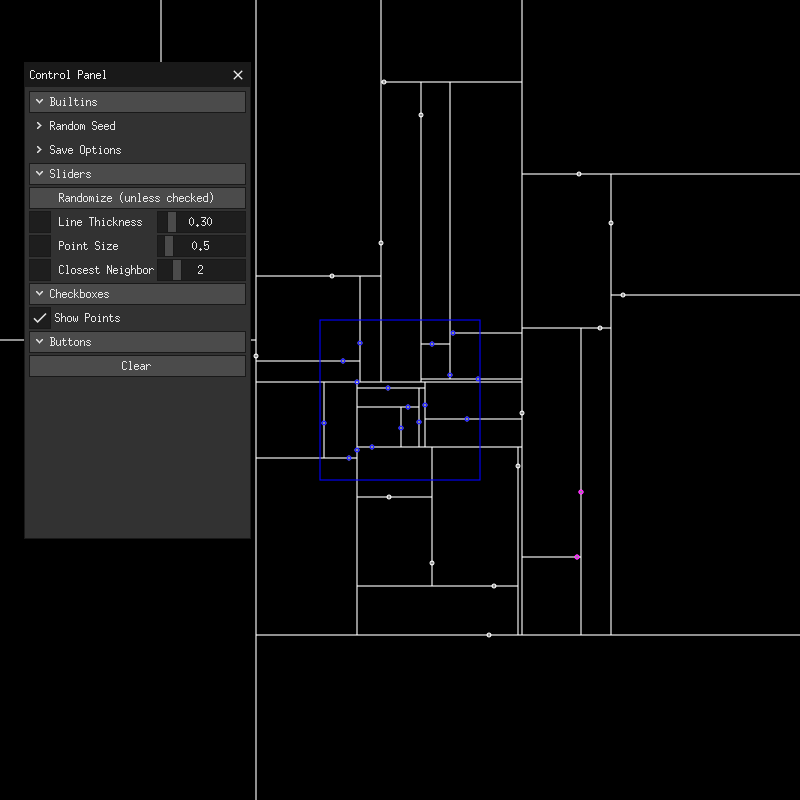 Control Panel
Builtins
Random Seed
Save Options
Sliders
Randomize (unless checked)
Line Thickness 0.30
Point Size 0.5
Closest Neighbor 2
Checkboxes
Show Points
Buttons
Clear